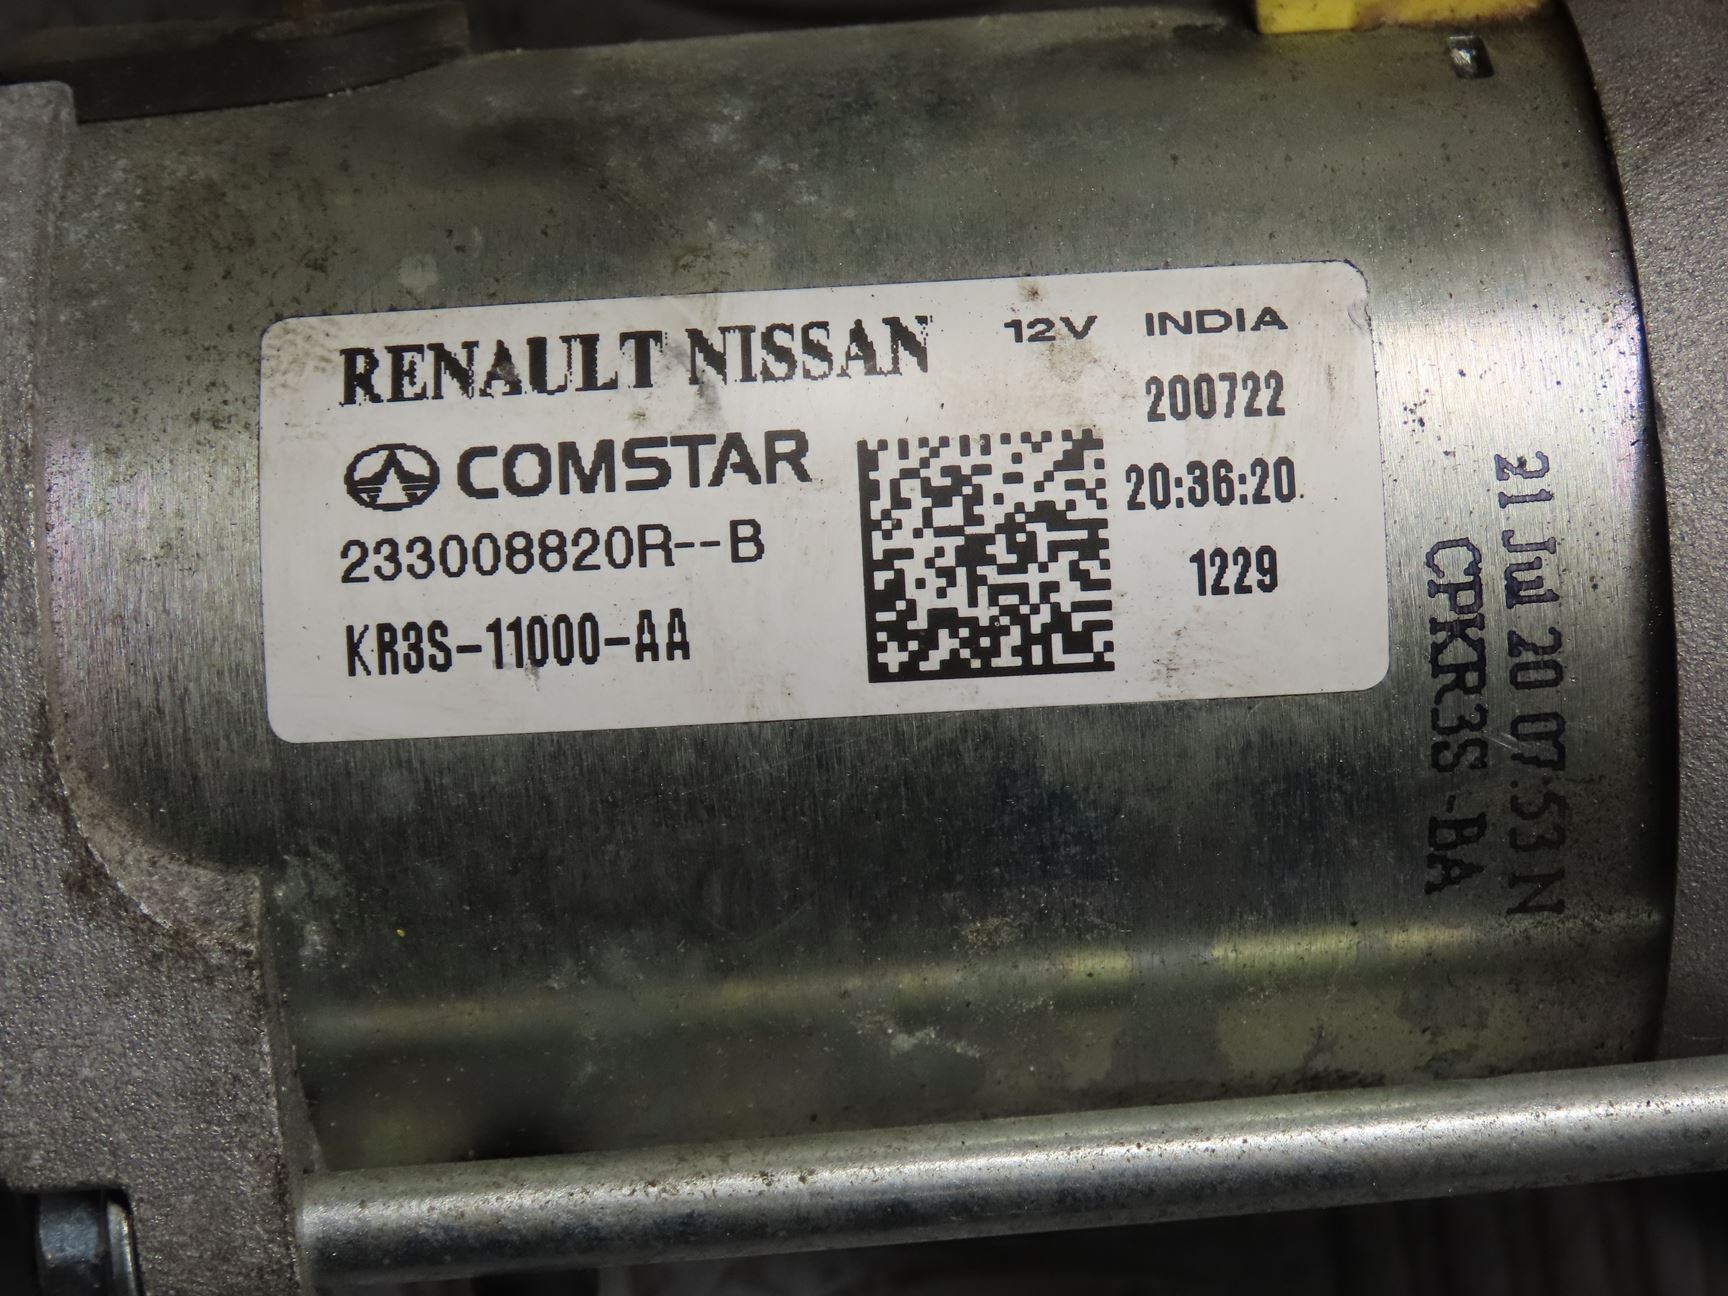 RENAULT NISSAN
12V INDIA
200722
COMSTAR
20:36:20
233008820R--B
1229
KR3S-11000-AA
21 Jul 20 07:53 N
CPKR3S-BA